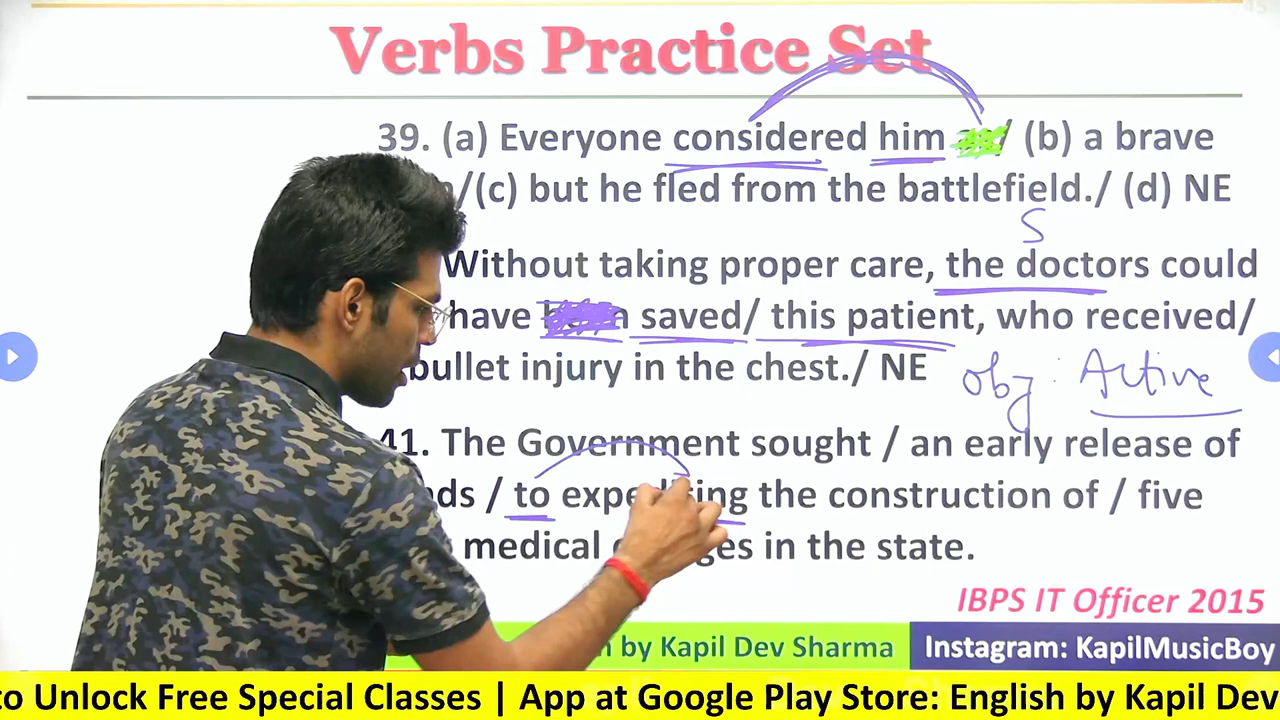 Verbs Practice Set
39. (a) Everyone considered him / (b) a brave
/(c) but he fled from the battlefield./ (d) NE
S
Without taking proper care, the doctors could
have saved/ this patient, who received/
bullet injury in the chest./ NE
Obj : Active
41. The Government sought / an early release of
/ to the construction of / five
medical in the state.
IBPS IT Officer 2015
by Kapil Dev Sharma
Instagram: KapilMusicBoy
to Unlock Free Special Classes | App at Google Play Store: English by Kapil Dev